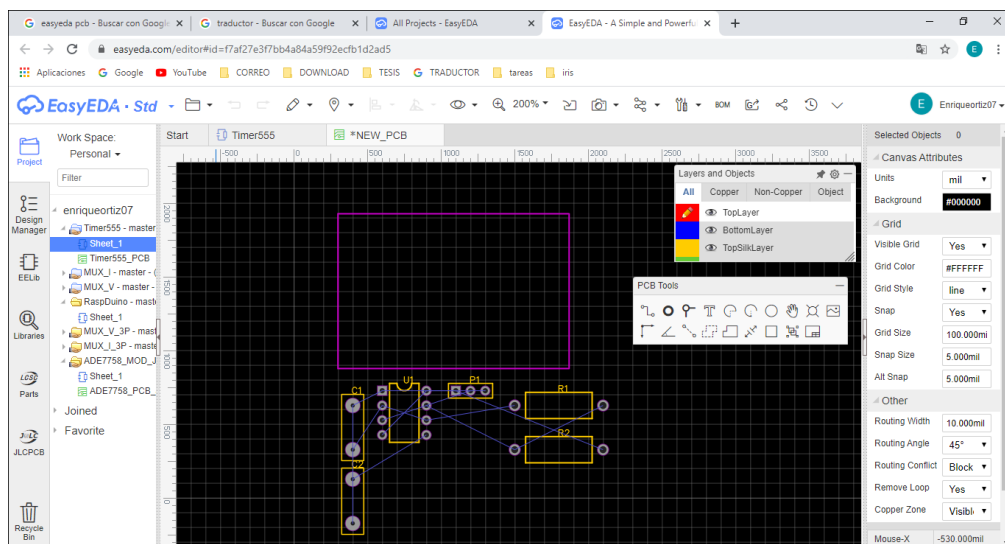 easyeda pcb - Buscar con Googl
traductor - Buscar con Google
All Projects - EasyEDA
EasyEDA - A Simple and Powerfu
easyeda.com/editor#id=f7af27e3f7bb4a84a59f92ecfb1d2ad5
E
Aplicaciones Google YouTube CORREO DOWNLOAD TESIS TRADUCTOR tareas iris
EasyEDA · Std 200% BOM E Enriqueortiz07
Project
Design Manager
EELib
Libraries
LCSC
Parts
JLCPCB
Recycle Bin
Work Space:
Personal
Filter
enriqueortiz07
Timer555 - master
Sheet_1
Timer555_PCB
MUX_I - master - (
MUX_V - master -
RaspDuino - mast
Sheet_1
MUX_V_3P - mast
MUX_I_3P - maste
ADE7758_MOD_J
Sheet_1
ADE7758_PCB_
Joined
Favorite
Start Timer555 *NEW_PCB
-500 0 500 1000 1500 2000 2500 3000 3500
2000
1500
1000
500
0
Layers and Objects
All Copper Non-Copper Object
TopLayer
BottomLayer
TopSilkLayer
PCB Tools
C1
U1
P1
R1
R2
C2
Selected Objects 0
Canvas Attributes
Units mil
Background #000000
Grid
Visible Grid Yes
Grid Color #FFFFFF
Grid Style line
Snap Yes
Grid Size 100.000mi
Snap Size 5.000mil
Alt Snap 5.000mil
Other
Routing Width 10.000mil
Routing Angle 45°
Routing Conflict Block
Remove Loop Yes
Copper Zone Visibl
Mouse-X -530.000mil